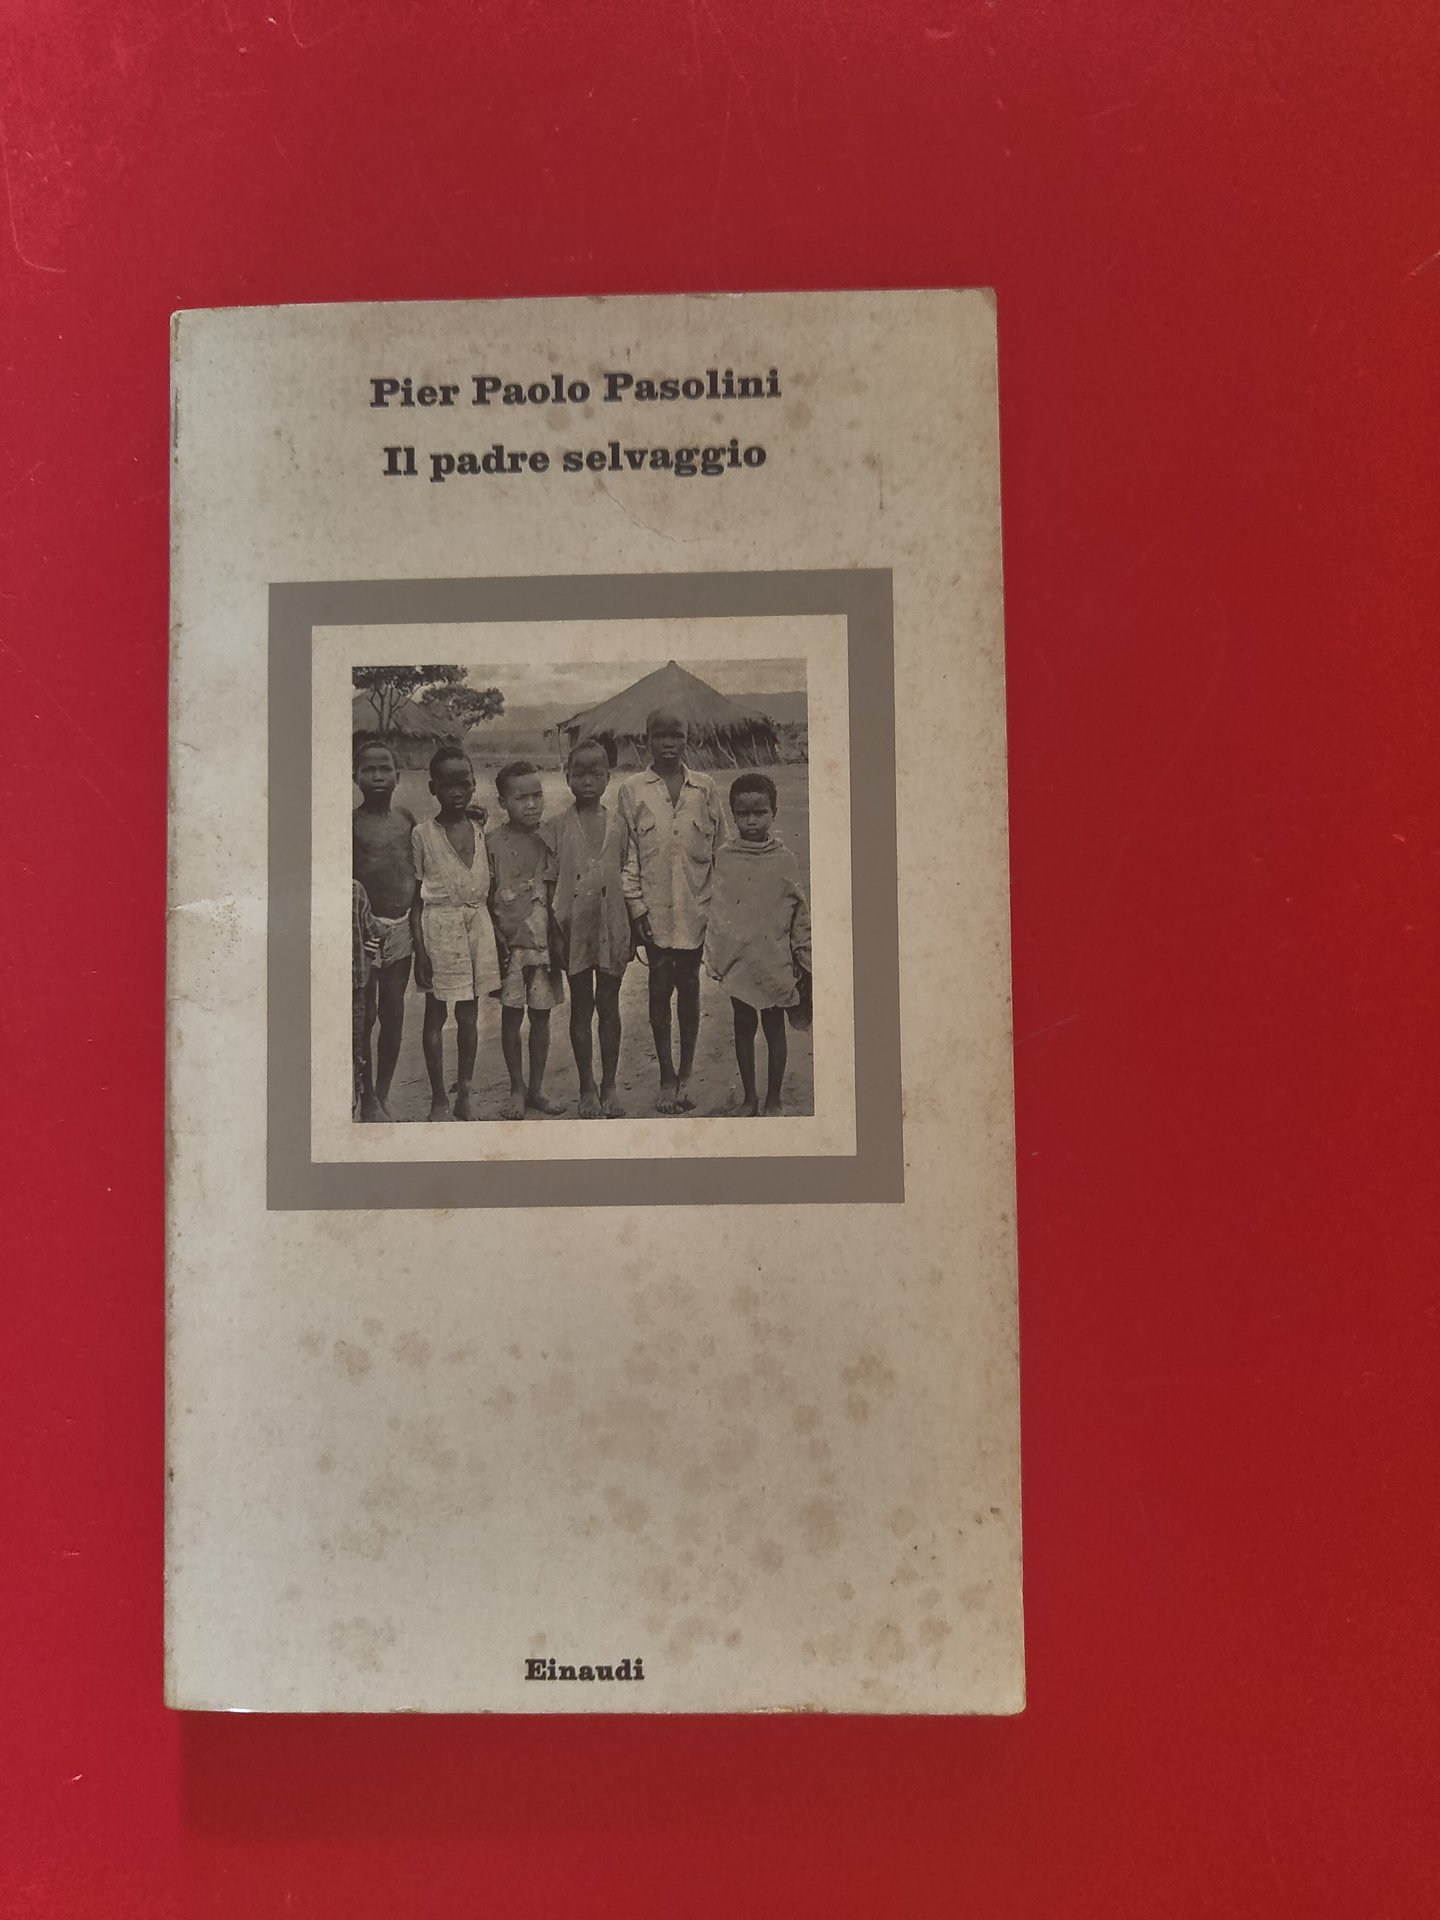 Pier Paolo Pasolini
Il padre selvaggio
Einaudi